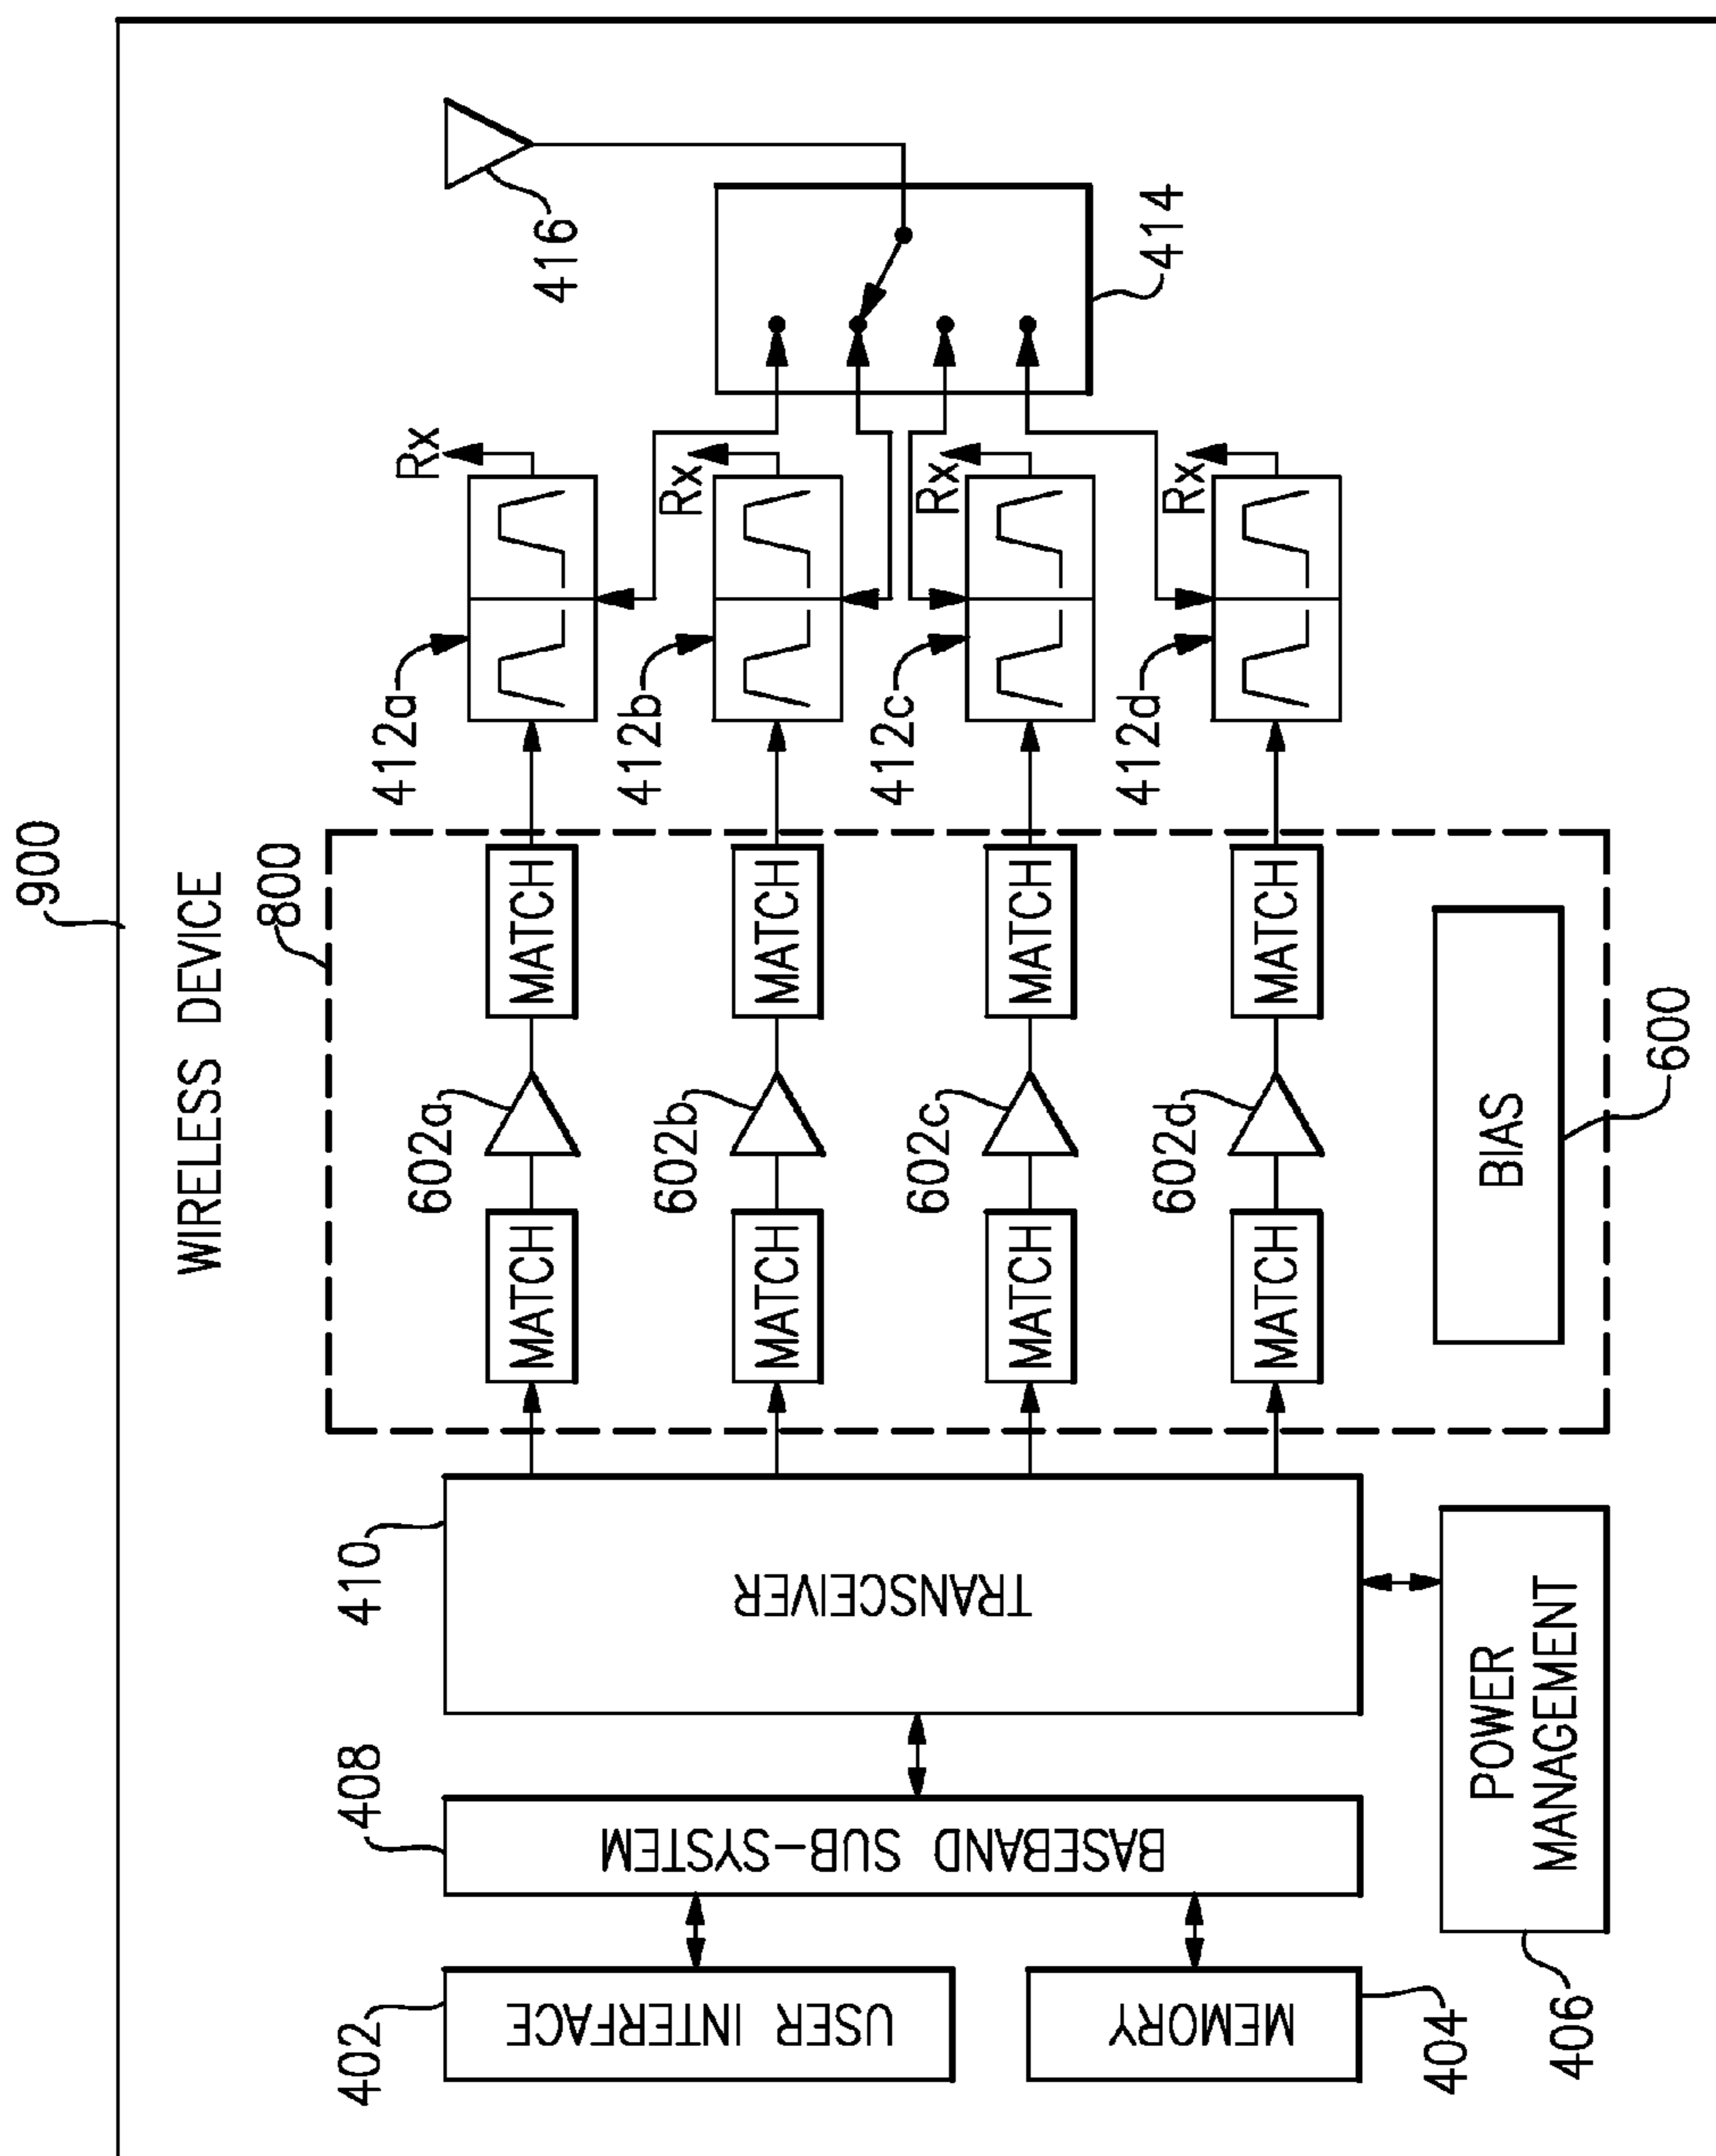 900
WIRELESS DEVICE
800
402
USER INTERFACE
408
BASEBAND SUB-SYSTEM
410
TRANSCEIVER
MEMORY
404
POWER
MANAGEMENT
406
MATCH
602a
MATCH
412a
Rx
MATCH
602b
MATCH
412b
Rx
MATCH
602c
MATCH
412c
Rx
MATCH
602d
MATCH
412d
Rx
BIAS
600
416
414